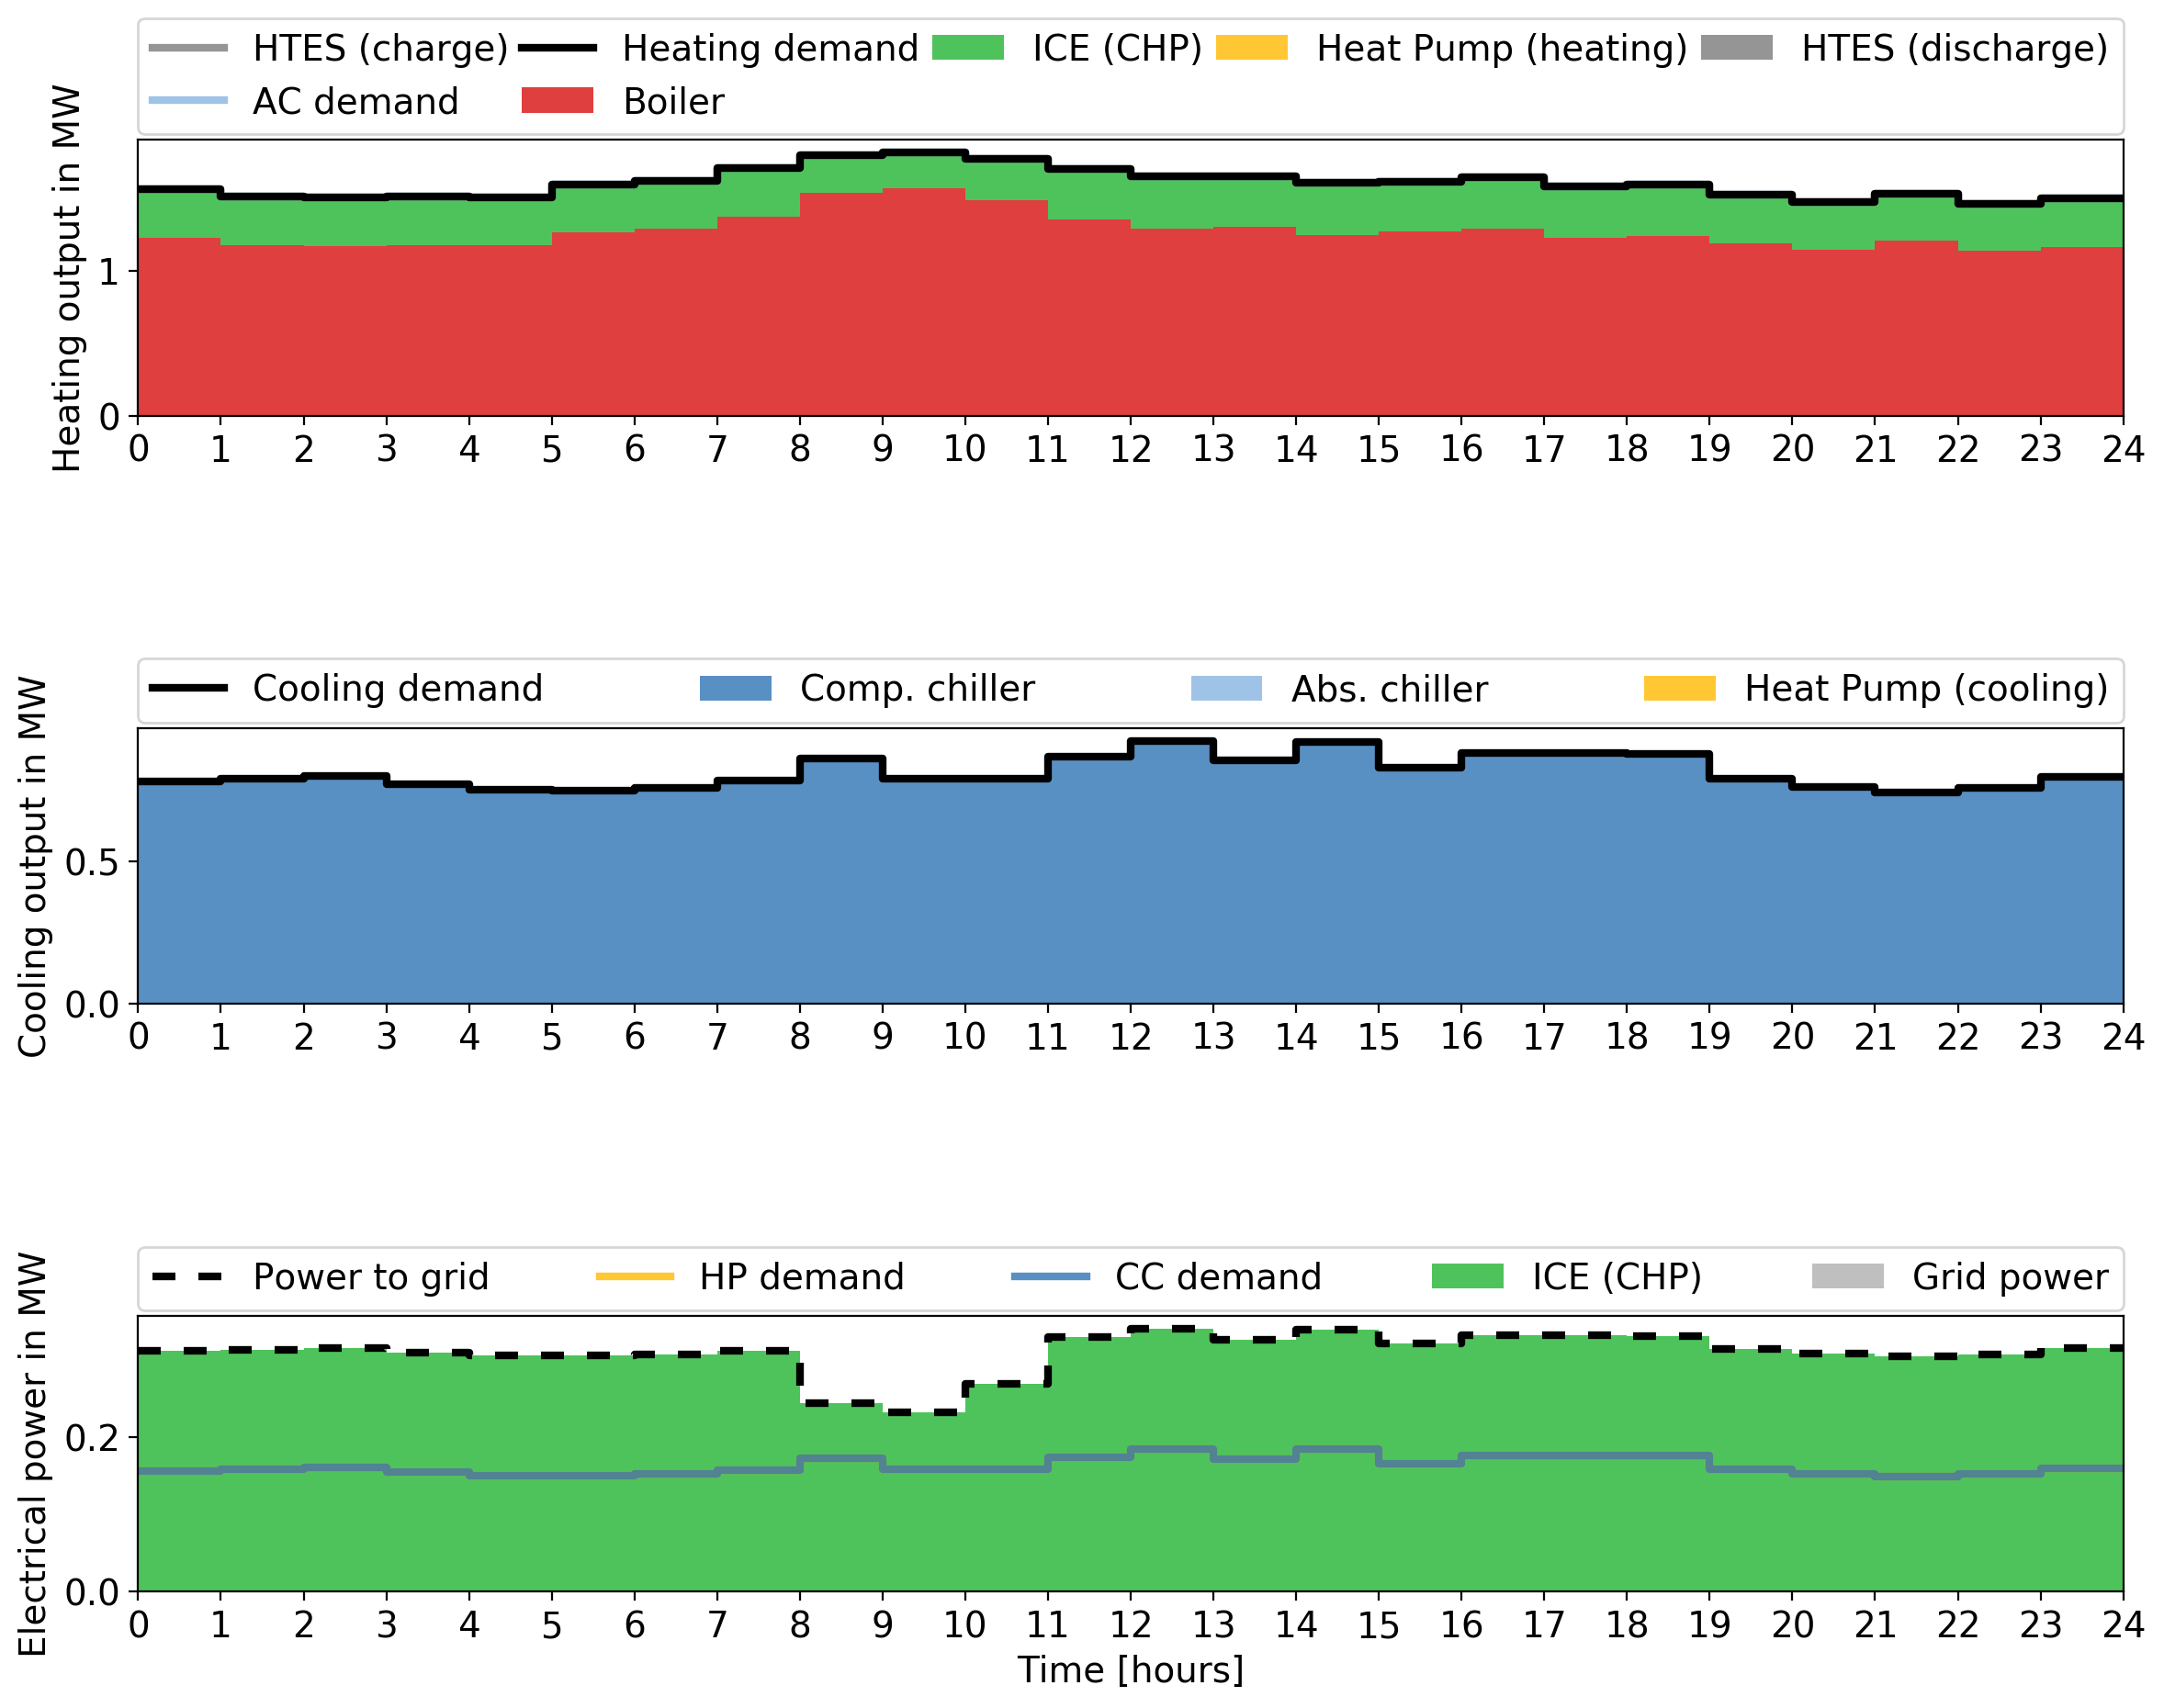 HTES (charge) Heating demand ICE (CHP) Heat Pump (heating) HTES (discharge)
AC demand Boiler
Heating output in MW
1
0
0 1 2 3 4 5 6 7 8 9 10 11 12 13 14 15 16 17 18 19 20 21 22 23 24
Cooling demand Comp. chiller Abs. chiller Heat Pump (cooling)
Cooling output in MW
0.5
0.0
0 1 2 3 4 5 6 7 8 9 10 11 12 13 14 15 16 17 18 19 20 21 22 23 24
Power to grid HP demand CC demand ICE (CHP) Grid power
Electrical power in MW
0.2
0.0
0 1 2 3 4 5 6 7 8 9 10 11 12 13 14 15 16 17 18 19 20 21 22 23 24
Time [hours]